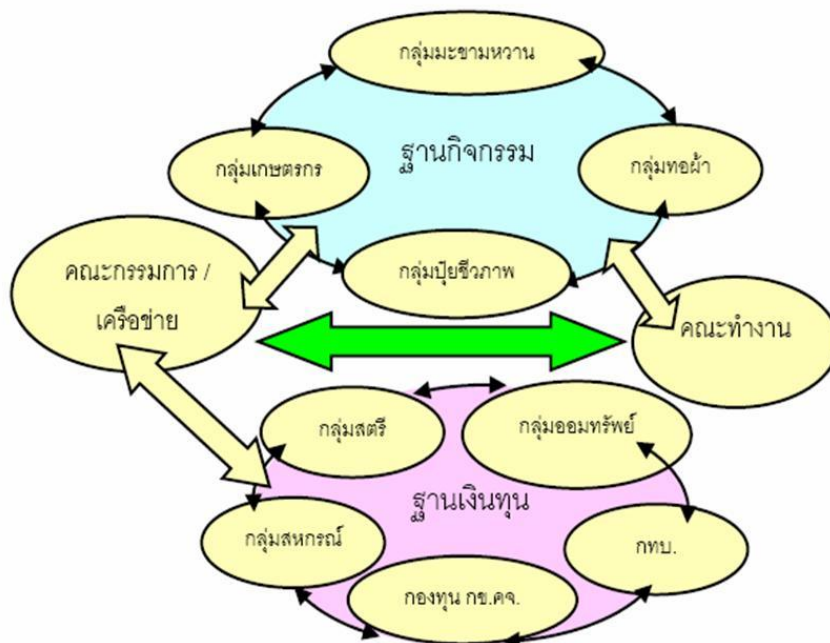 กลุ่มมะขามหวาน
ฐานกิจกรรม
กลุ่มเกษตรกร
กลุ่มทอผ้า
กลุ่มปุ๋ยชีวภาพ
คณะกรรมการ /
เครือข่าย
คณะทำงาน
กลุ่มสตรี
กลุ่มออมทรัพย์
ฐานเงินทุน
กลุ่มสหกรณ์
กทบ.
กองทุน กข.คจ.